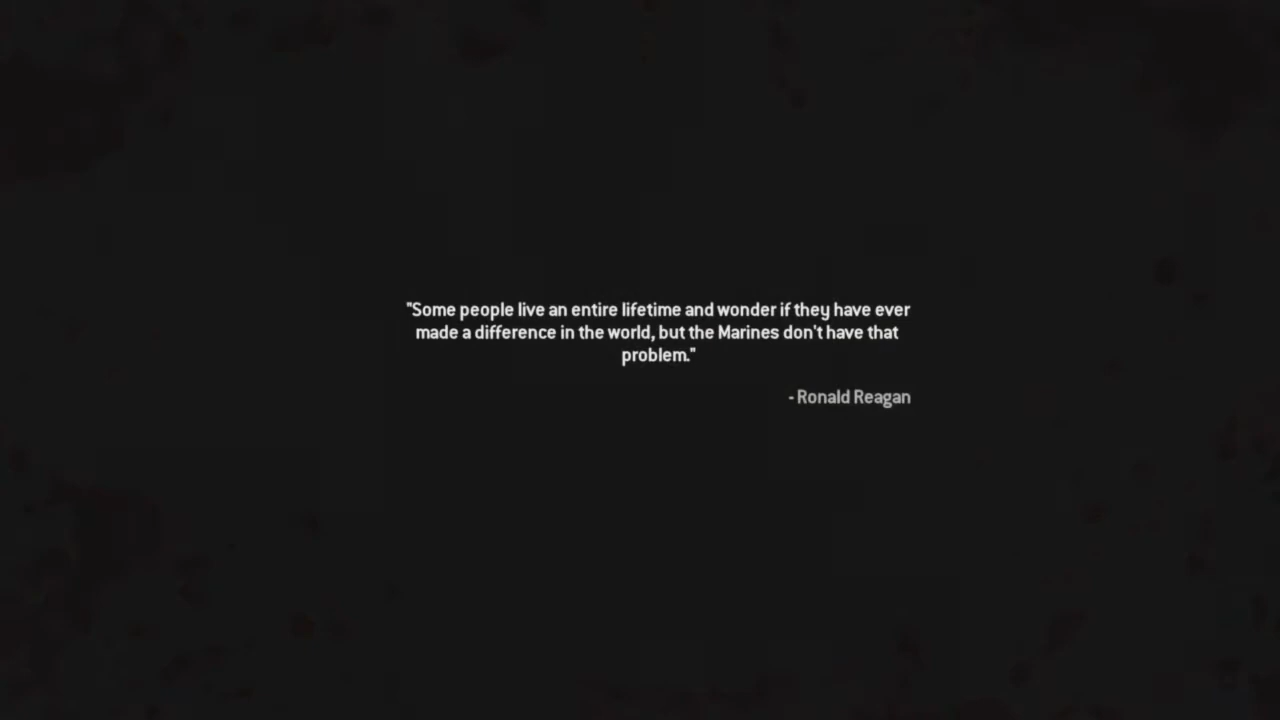 "Some people live an entire lifetime and wonder if they have ever
made a difference in the world, but the Marines don't have that
problem."
- Ronald Reagan